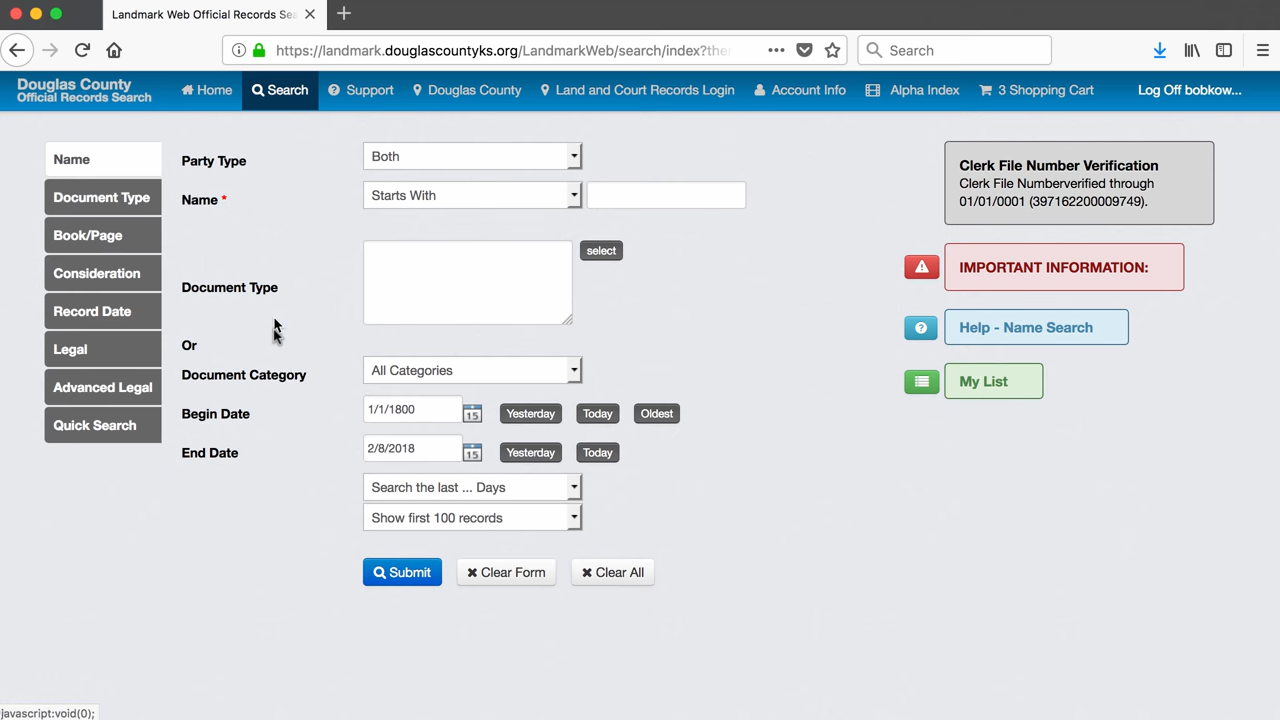 Landmark Web Official Records Sea
https://landmark.douglascountyks.org/LandmarkWeb/search/index?the
Search
Douglas County
Official Records Search
Home
Search
Support
Douglas County
Land and Court Records Login
Account Info
Alpha Index
3 Shopping Cart
Log Off bobkow...
Name
Document Type
Book/Page
Consideration
Record Date
Legal
Advanced Legal
Quick Search
Party Type
Both
Name *
Starts With
Document Type
select
Or
Document Category
All Categories
Begin Date
1/1/1800
15
Yesterday
Today
Oldest
End Date
2/8/2018
15
Yesterday
Today
Search the last ... Days
Show first 100 records
Submit
Clear Form
Clear All
Clerk File Number Verification
Clerk File Numberverified through
01/01/0001 (397162200009749).
IMPORTANT INFORMATION:
Help - Name Search
My List
javascript:void(0);